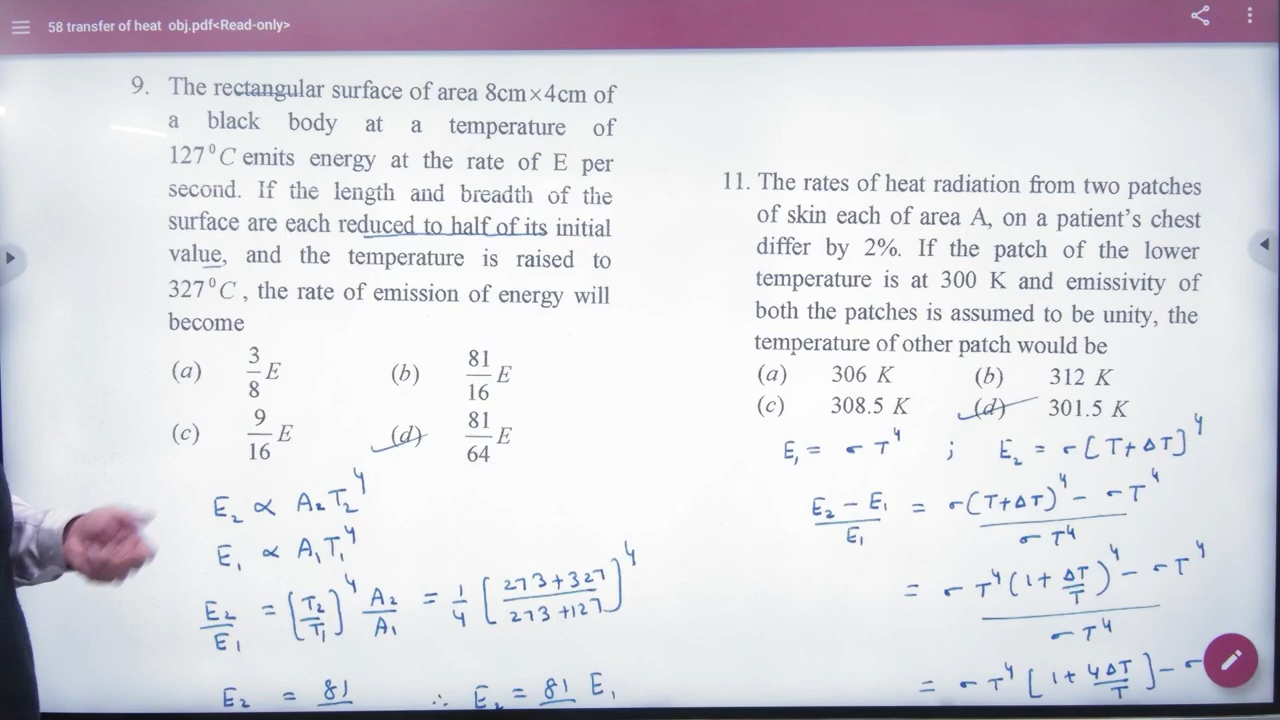 58 transfer of heat obj.pdf<Read-only>
9. The rectangular surface of area 8cm×4cm of
a black body at a temperature of
127⁰C emits energy at the rate of E per
second. If the length and breadth of the
surface are each reduced to half of its initial
value, and the temperature is raised to
327⁰C, the rate of emission of energy will
become
(a) 3/8 E (b) 81/16 E
(c) 9/16 E (d) 81/64 E
E₂ ∝ A₂T₂⁴
E₁ ∝ A₁T₁⁴
E₂/E₁ = (T₂/T₁)⁴ A₂/A₁ = 1/4 [(273+327)/(273+127)]⁴
E₂ = 81 ∴ E₂ = 81 E₁
11. The rates of heat radiation from two patches
of skin each of area A, on a patient's chest
differ by 2%. If the patch of the lower
temperature is at 300 K and emissivity of
both the patches is assumed to be unity, the
temperature of other patch would be
(a) 306 K (b) 312 K
(c) 308.5 K (d) 301.5 K
E₁ = σT⁴ ; E₂ = σ[T+ΔT]⁴
(E₂ − E₁)/E₁ = (σ(T+ΔT)⁴ − σT⁴)/σT⁴
= (σT⁴(1+ΔT/T)⁴ − σT⁴)/σT⁴
= σT⁴[1+4ΔT/T] − σ